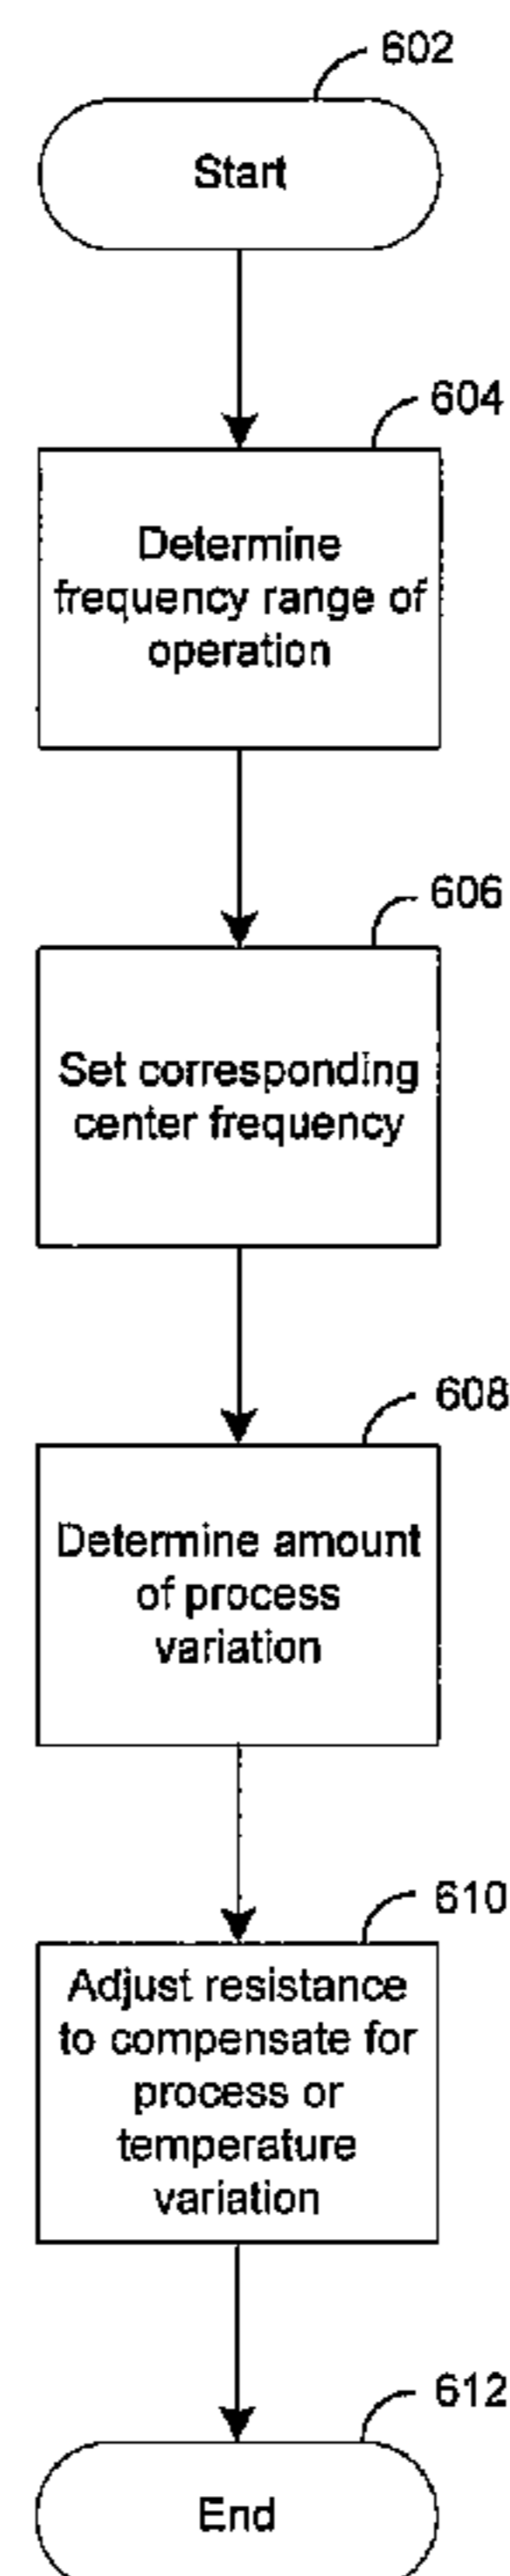 602
Start
604
Determine
frequency range of
operation
606
Set corresponding
center frequency
608
Determine amount
of process
variation
610
Adjust resistance
to compensate for
process or
temperature
variation
612
End